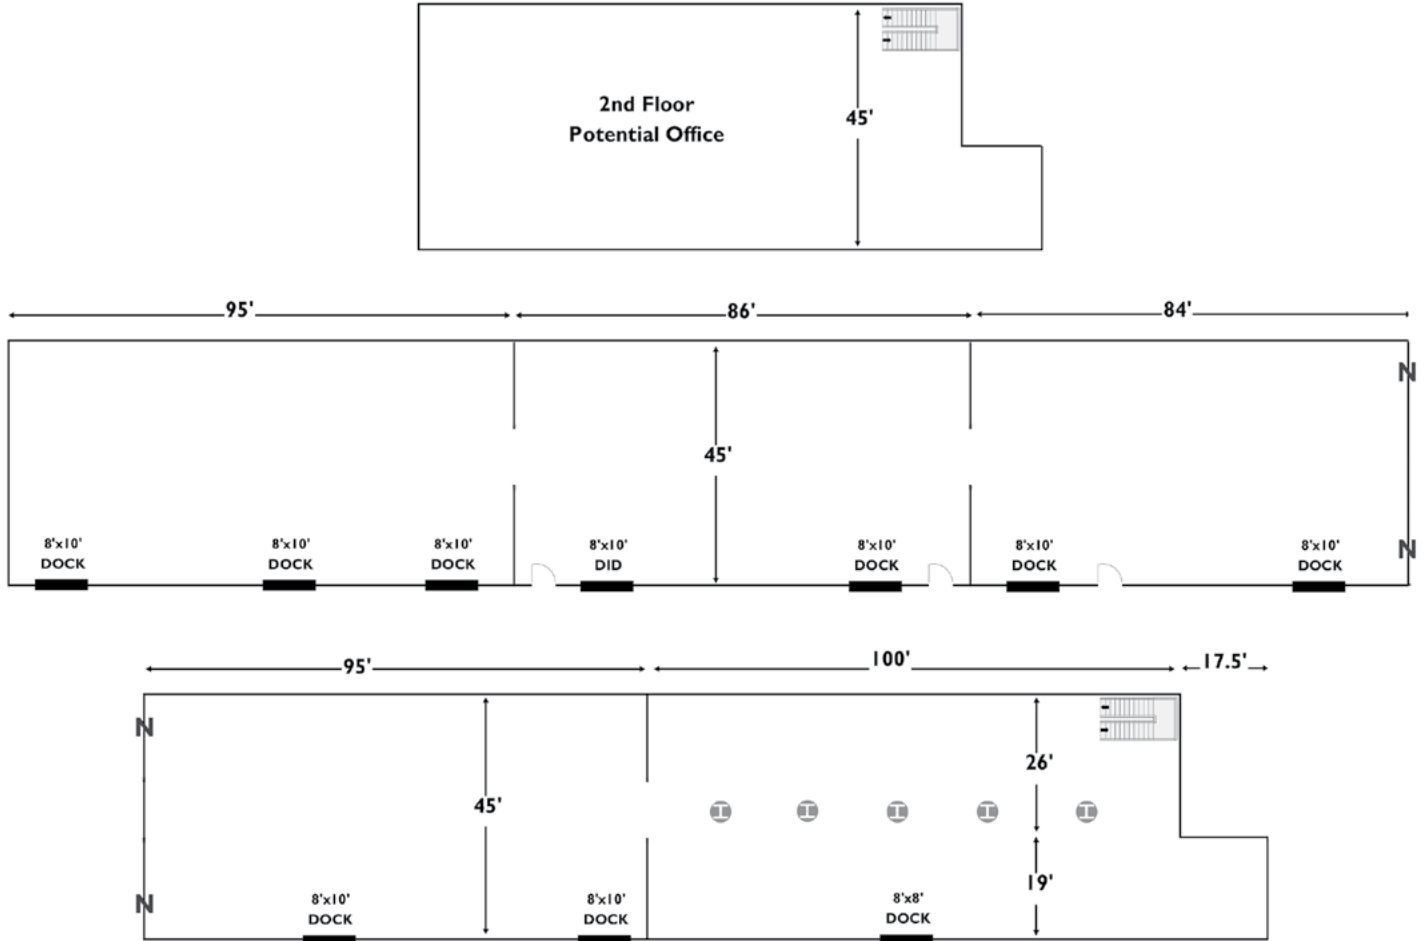 2nd Floor
Potential Office
45'
95'
86'
84'
N
45'
8'x10'
DOCK
8'x10'
DOCK
8'x10'
DOCK
8'x10'
DID
8'x10'
DOCK
8'x10'
DOCK
8'x10'
DOCK
N
95'
100'
17.5'
N
26'
45'
19'
N
8'x10'
DOCK
8'x10'
DOCK
8'x8'
DOCK